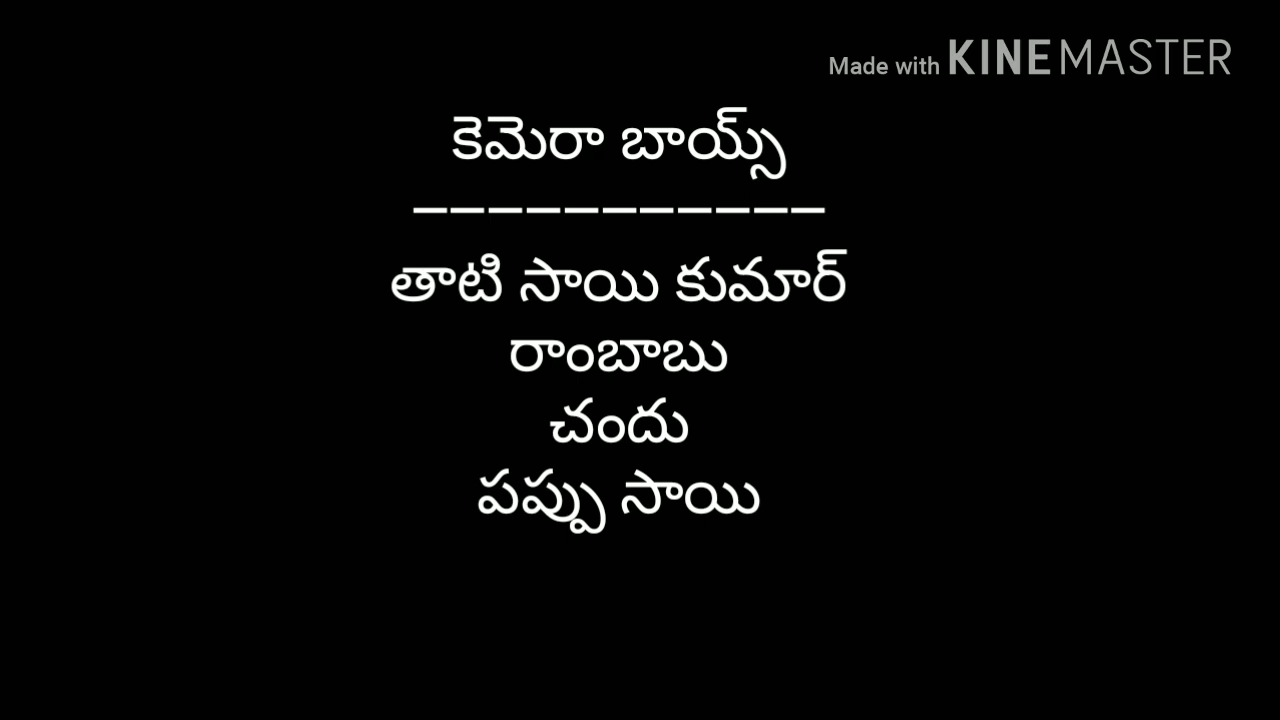 Made with KINEMASTER
కెమెరా బాయ్స్
–––––––––––
తాటి సాయి కుమార్
రాంబాబు
చందు
పప్పు సాయి